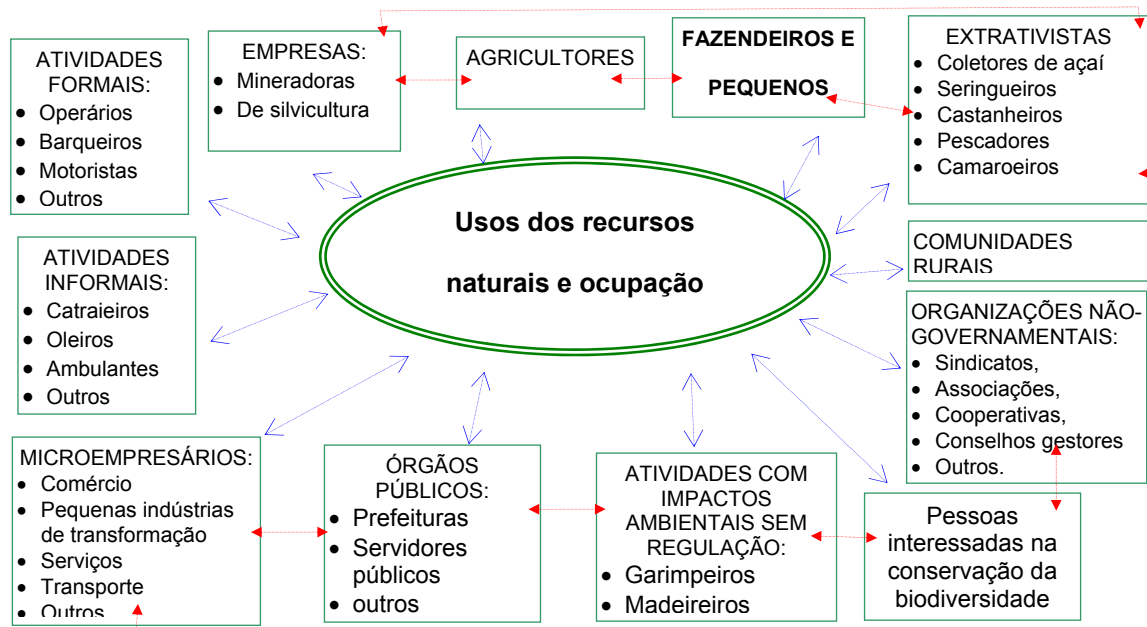 ATIVIDADES
FORMAIS:
• Operários
• Barqueiros
• Motoristas
• Outros
EMPRESAS:
• Mineradoras
• De silvicultura
AGRICULTORES
FAZENDEIROS E
PEQUENOS
EXTRATIVISTAS
• Coletores de açaí
• Seringueiros
• Castanheiros
• Pescadores
• Camaroeiros
Usos dos recursos
naturais e ocupação
ATIVIDADES
INFORMAIS:
• Catraieiros
• Oleiros
• Ambulantes
• Outros
COMUNIDADES
RURAIS
ORGANIZAÇÕES NÃO-
GOVERNAMENTAIS:
• Sindicatos,
• Associações,
• Cooperativas,
• Conselhos gestores
• Outros.
MICROEMPRESÁRIOS:
• Comércio
• Pequenas indústrias
de transformação
• Serviços
• Transporte
• Outros
ÓRGÃOS
PÚBLICOS:
• Prefeituras
• Servidores
públicos
• outros
ATIVIDADES COM
IMPACTOS
AMBIENTAIS SEM
REGULAÇÃO:
• Garimpeiros
• Madeireiros
Pessoas
interessadas na
conservação da
biodiversidade